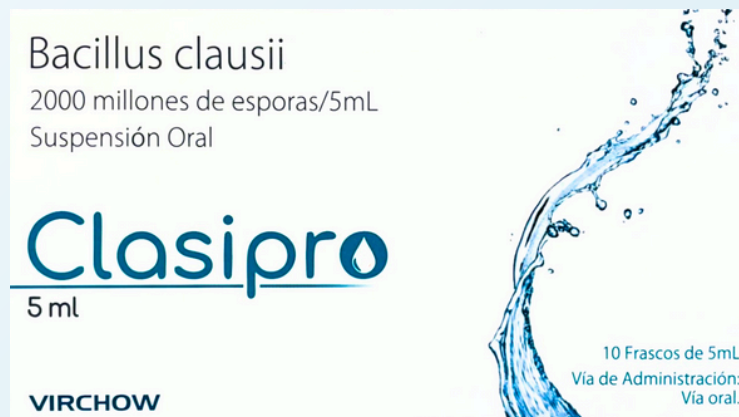 Bacillus clausii
2000 millones de esporas/5mL
Suspensión Oral
Clasipro
5 ml
10 Frascos de 5mL
Vía de Administración:
Vía oral.
VIRCHOW